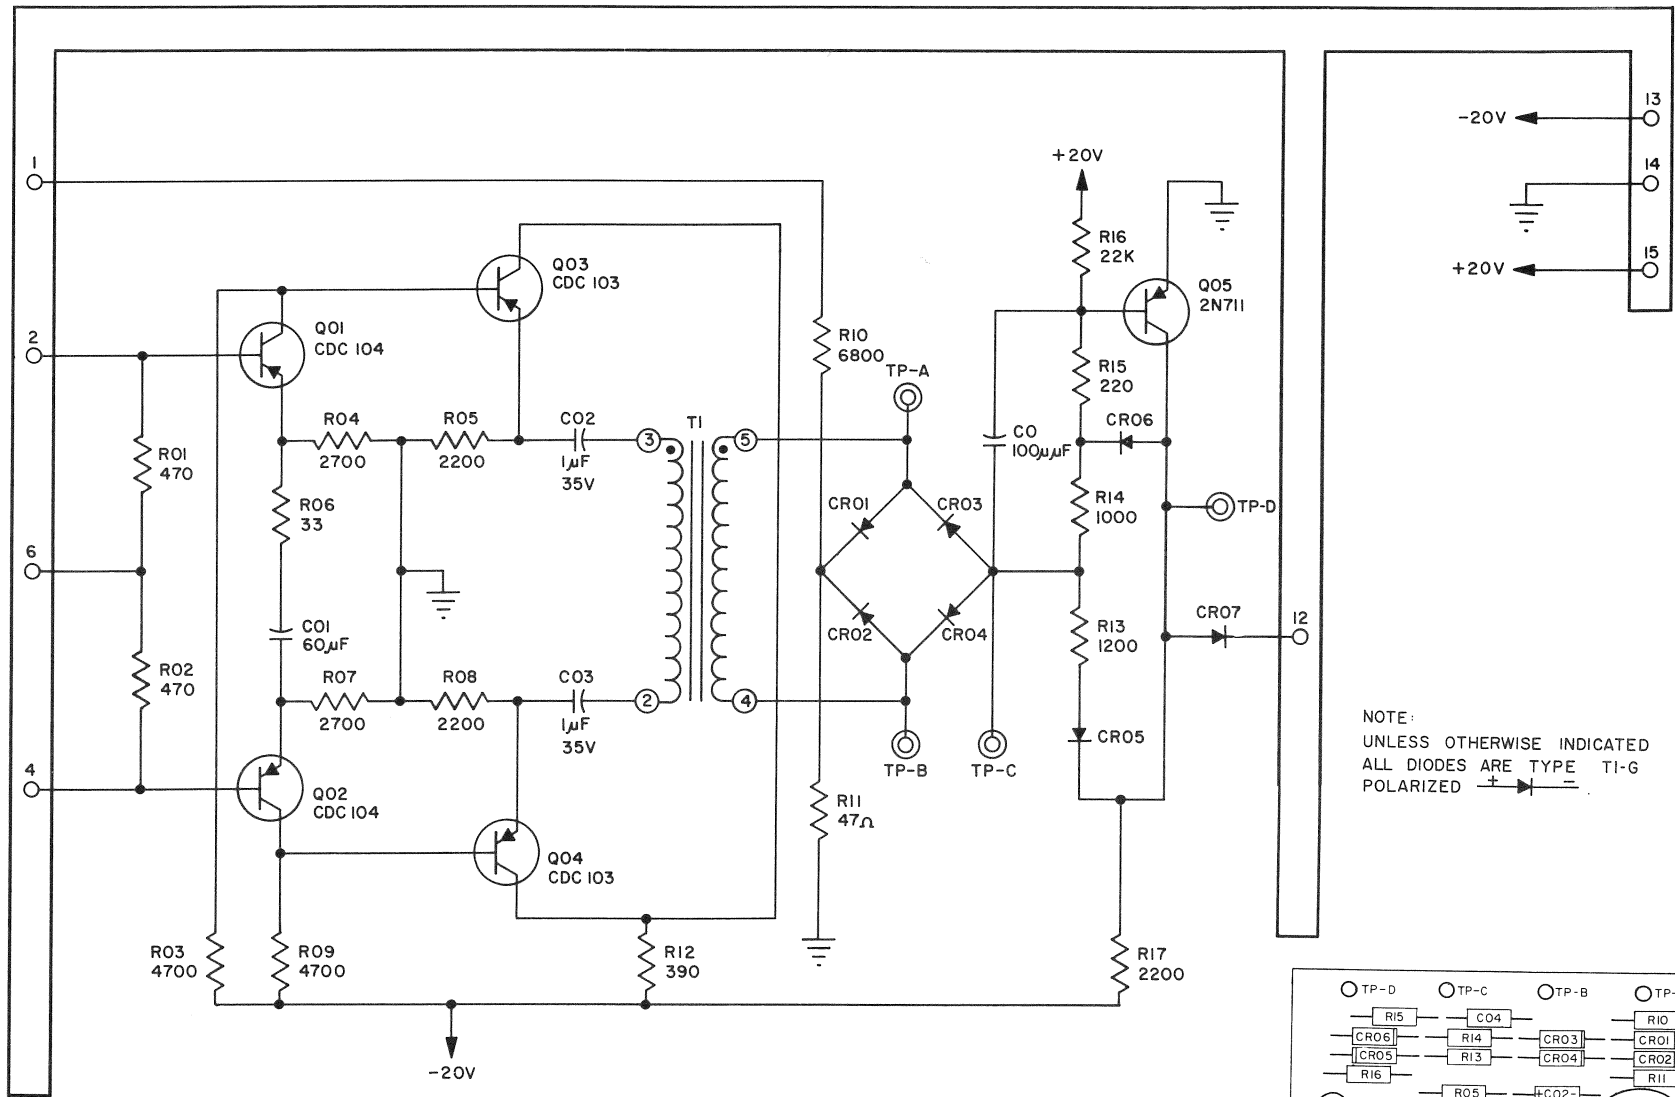 13
-20V
14
15
+20V
1
+20V
R16
22K
Q03
CDC 103
Q05
2N711
2
Q01
CDC 104
R10
6800
R15
220
TP-A
R04
2700
R05
2200
C02
1µF
35V
T1
3
5
CR06
C0
100µµF
R01
470
R06
33
CR01
CR03
R14
1000
TP-D
6
C01
60µF
CR02
CR04
R13
1200
CR07
12
R02
470
R07
2700
R08
2200
C03
1µF
35V
2
4
CR05
TP-B
TP-C
NOTE:
UNLESS OTHERWISE INDICATED
ALL DIODES ARE TYPE TI-G
POLARIZED + -
4
Q02
CDC 104
R11
47Ω
Q04
CDC 103
R03
4700
R09
4700
R12
390
R17
2200
-20V
TP-D TP-C TP-B TP-
R15 C04 R10
CR06 R14 CR03 CR01
CR05 R13 CR04 CR02
R16 R11
R05 +C02-